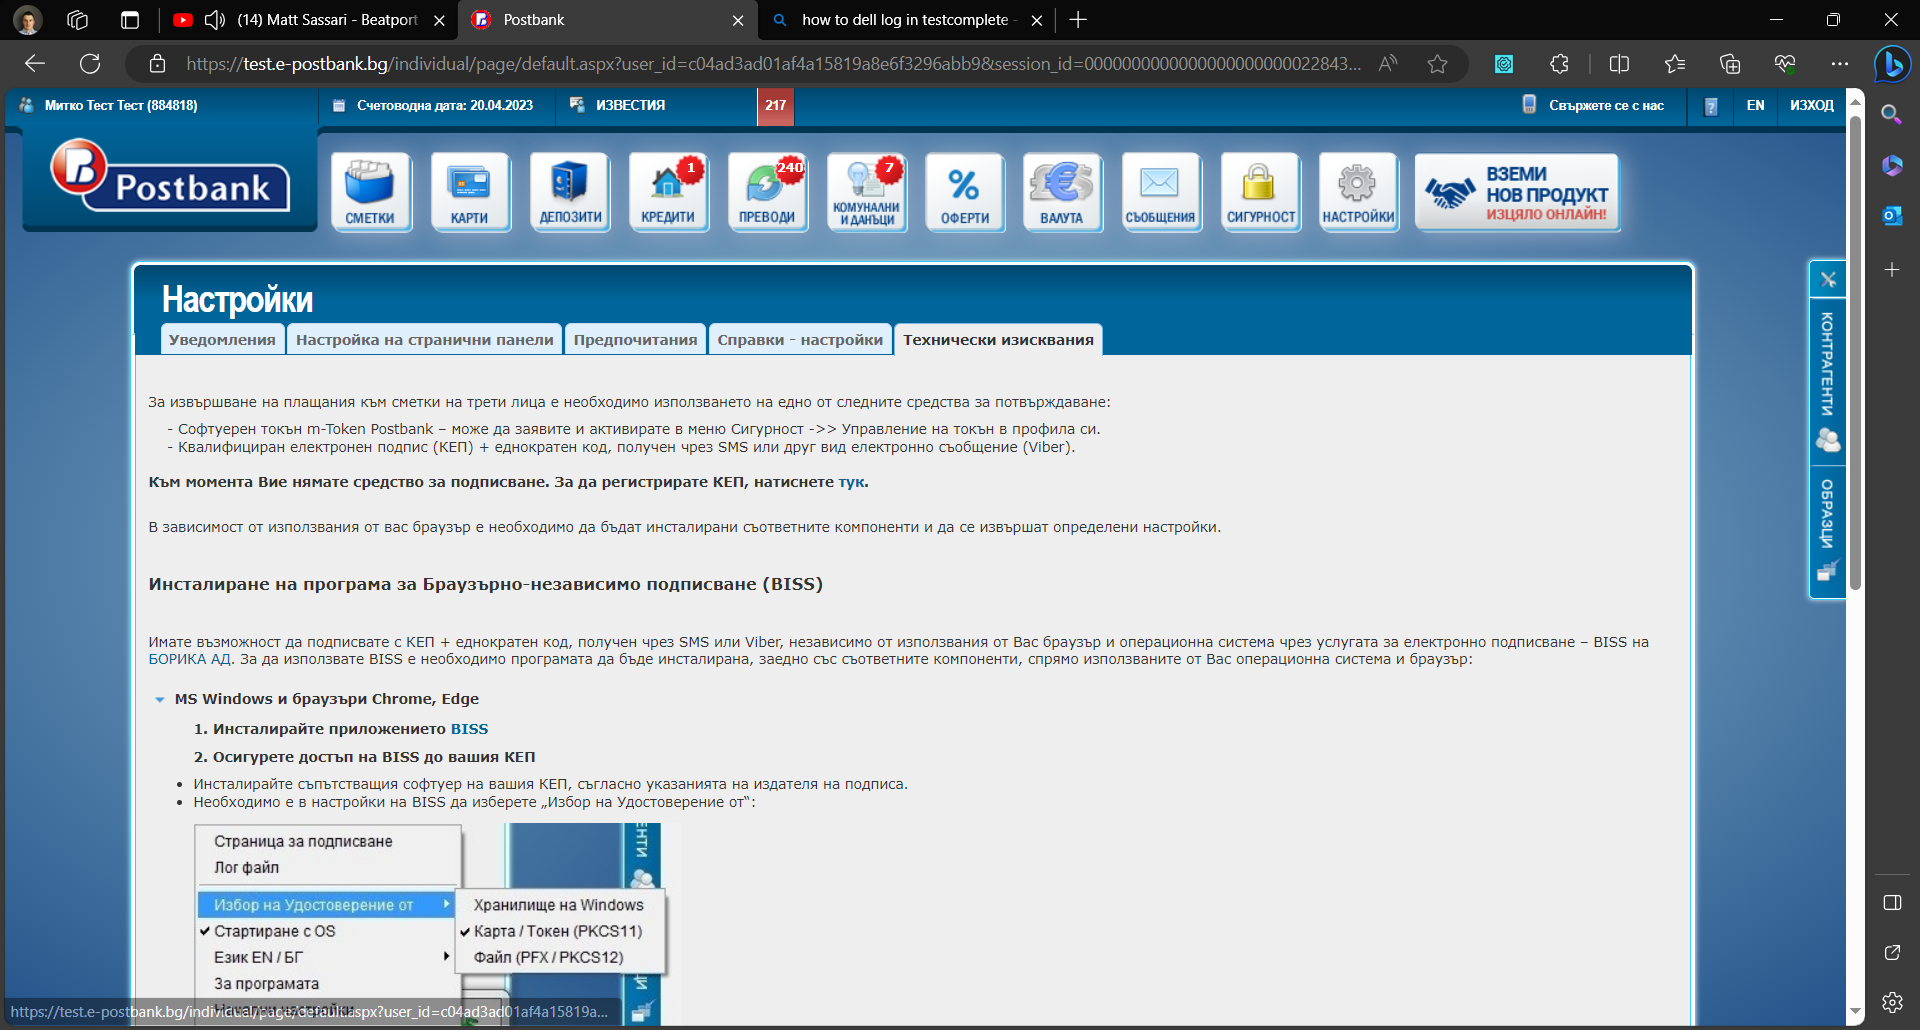 (14) Matt Sassari - Beatport
Postbank
how to dell log in testcomplete -
https://test.e-postbank.bg/individual/page/default.aspx?user_id=c04ad3ad01af4a15819a8e6f3296abb9&session_id=00000000000000000000000022843...
Митко Тест Тест (884818)
Счетоводна дата: 20.04.2023
ИЗВЕСТИЯ
217
Свържете се с нас
EN
ИЗХОД
Postbank
СМЕТКИ
КАРТИ
ДЕПОЗИТИ
1
КРЕДИТИ
240
ПРЕВОДИ
7
КОМУНАЛНИ
И ДАНЪЦИ
ОФЕРТИ
ВАЛУТА
СЪОБЩЕНИЯ
СИГУРНОСТ
НАСТРОЙКИ
ВЗЕМИ
НОВ ПРОДУКТ
ИЗЦЯЛО ОНЛАЙН!
Настройки
Уведомления
Настройка на странични панели
Предпочитания
Справки - настройки
Технически изисквания
КОНТРАГЕНТИ
ОБРАЗЦИ
За извършване на плащания към сметки на трети лица е необходимо използването на едно от следните средства за потвърждаване:
- Софтуерен токън m-Token Postbank – може да заявите и активирате в меню Сигурност ->> Управление на токън в профила си.
- Квалифициран електронен подпис (КЕП) + еднократен код, получен чрез SMS или друг вид електронно съобщение (Viber).
Към момента Вие нямате средство за подписване. За да регистрирате КЕП, натиснете тук.
В зависимост от използвания от вас браузър е необходимо да бъдат инсталирани съответните компоненти и да се извършат определени настройки.
Инсталиране на програма за Браузърно-независимо подписване (BISS)
Имате възможност да подписвате с КЕП + еднократен код, получен чрез SMS или Viber, независимо от използвания от Вас браузър и операционна система чрез услугата за електронно подписване – BISS на
БОРИКА АД. За да използвате BISS е необходимо програмата да бъде инсталирана, заедно със съответните компоненти, спрямо използваните от Вас операционна система и браузър:
MS Windows и браузъри Chrome, Edge
1. Инсталирайте приложението BISS
2. Осигурете достъп на BISS до вашия КЕП
• Инсталирайте съпътстващия софтуер на вашия КЕП, съгласно указанията на издателя на подписа.
• Необходимо е в настройки на BISS да изберете „Избор на Удостоверение от“:
Страница за подписване
Лог файл
Избор на Удостоверение от
Стартиране с OS
Език EN / БГ
За програмата
Хранилище на Windows
Карта / Токен (PKCS11)
Файл (PFX / PKCS12)
https://test.e-postbank.bg/individual/page/default.aspx?user_id=c04ad3ad01af4a15819a...